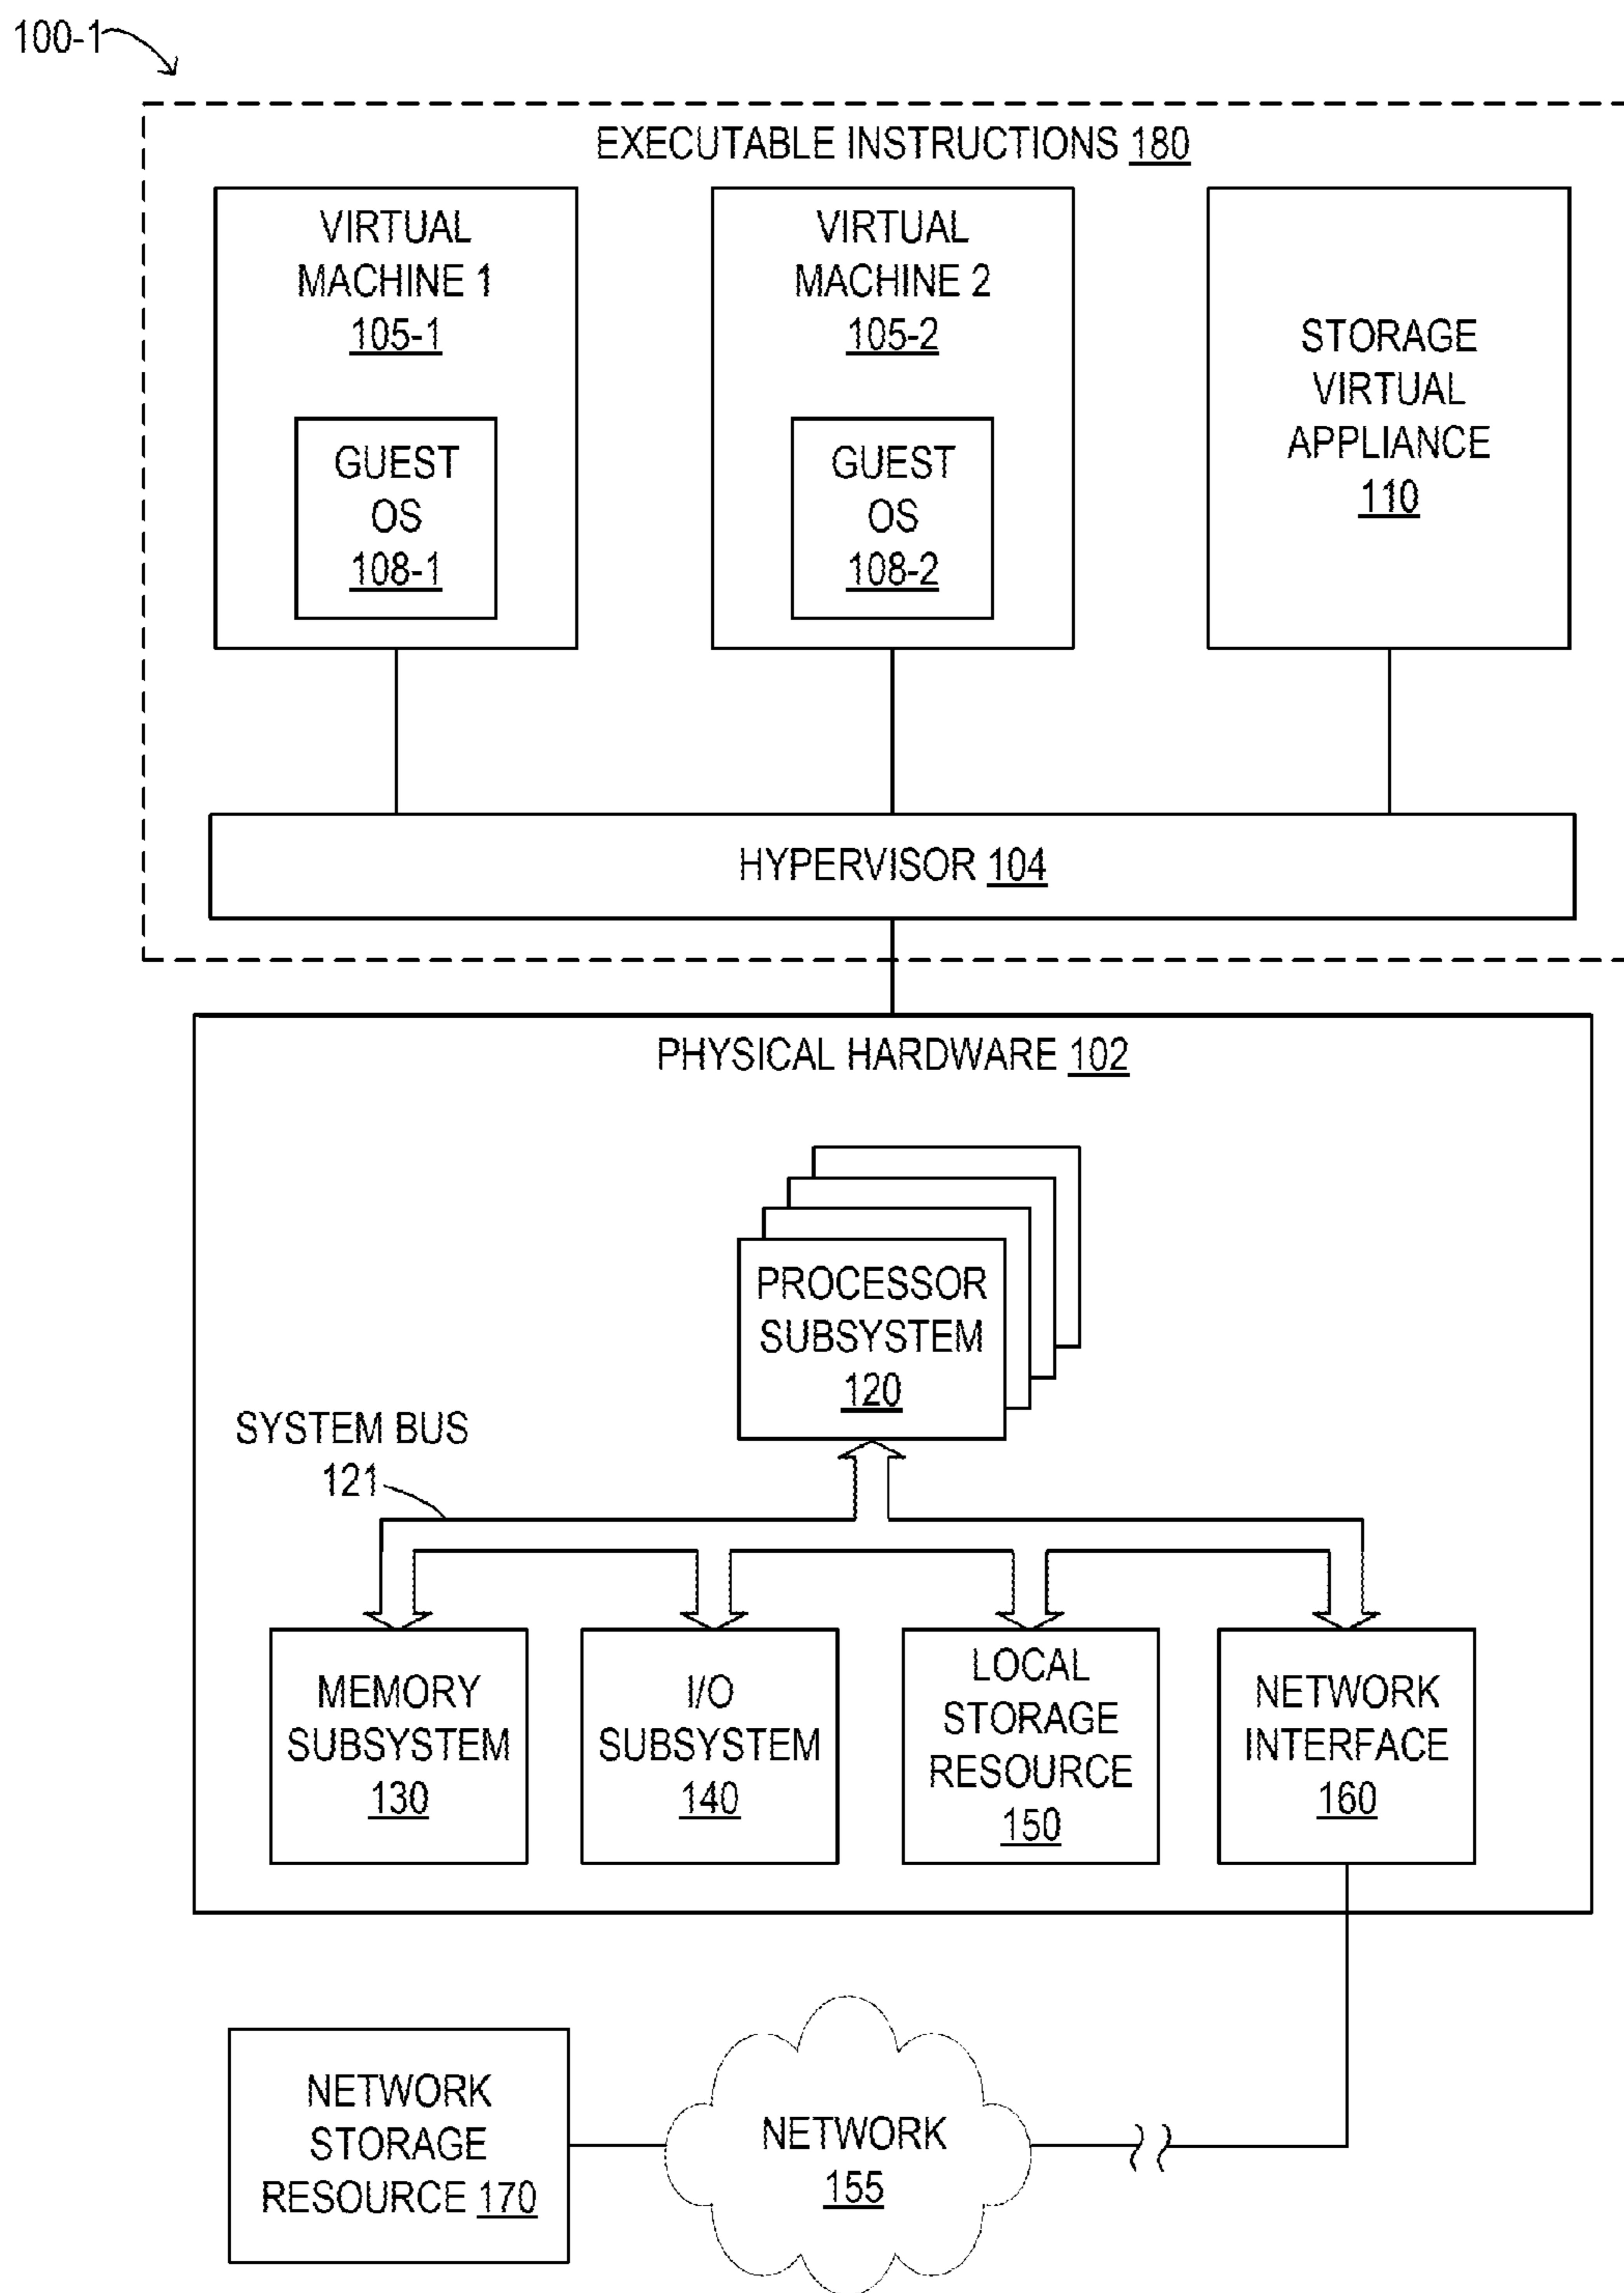 100-1
EXECUTABLE INSTRUCTIONS 180
VIRTUAL
MACHINE 1
105-1
GUEST
OS
108-1
VIRTUAL
MACHINE 2
105-2
GUEST
OS
108-2
STORAGE
VIRTUAL
APPLIANCE
110
HYPERVISOR 104
PHYSICAL HARDWARE 102
PROCESSOR
SUBSYSTEM
120
SYSTEM BUS
121
MEMORY
SUBSYSTEM
130
I/O
SUBSYSTEM
140
LOCAL
STORAGE
RESOURCE
150
NETWORK
INTERFACE
160
NETWORK
STORAGE
RESOURCE 170
NETWORK
155